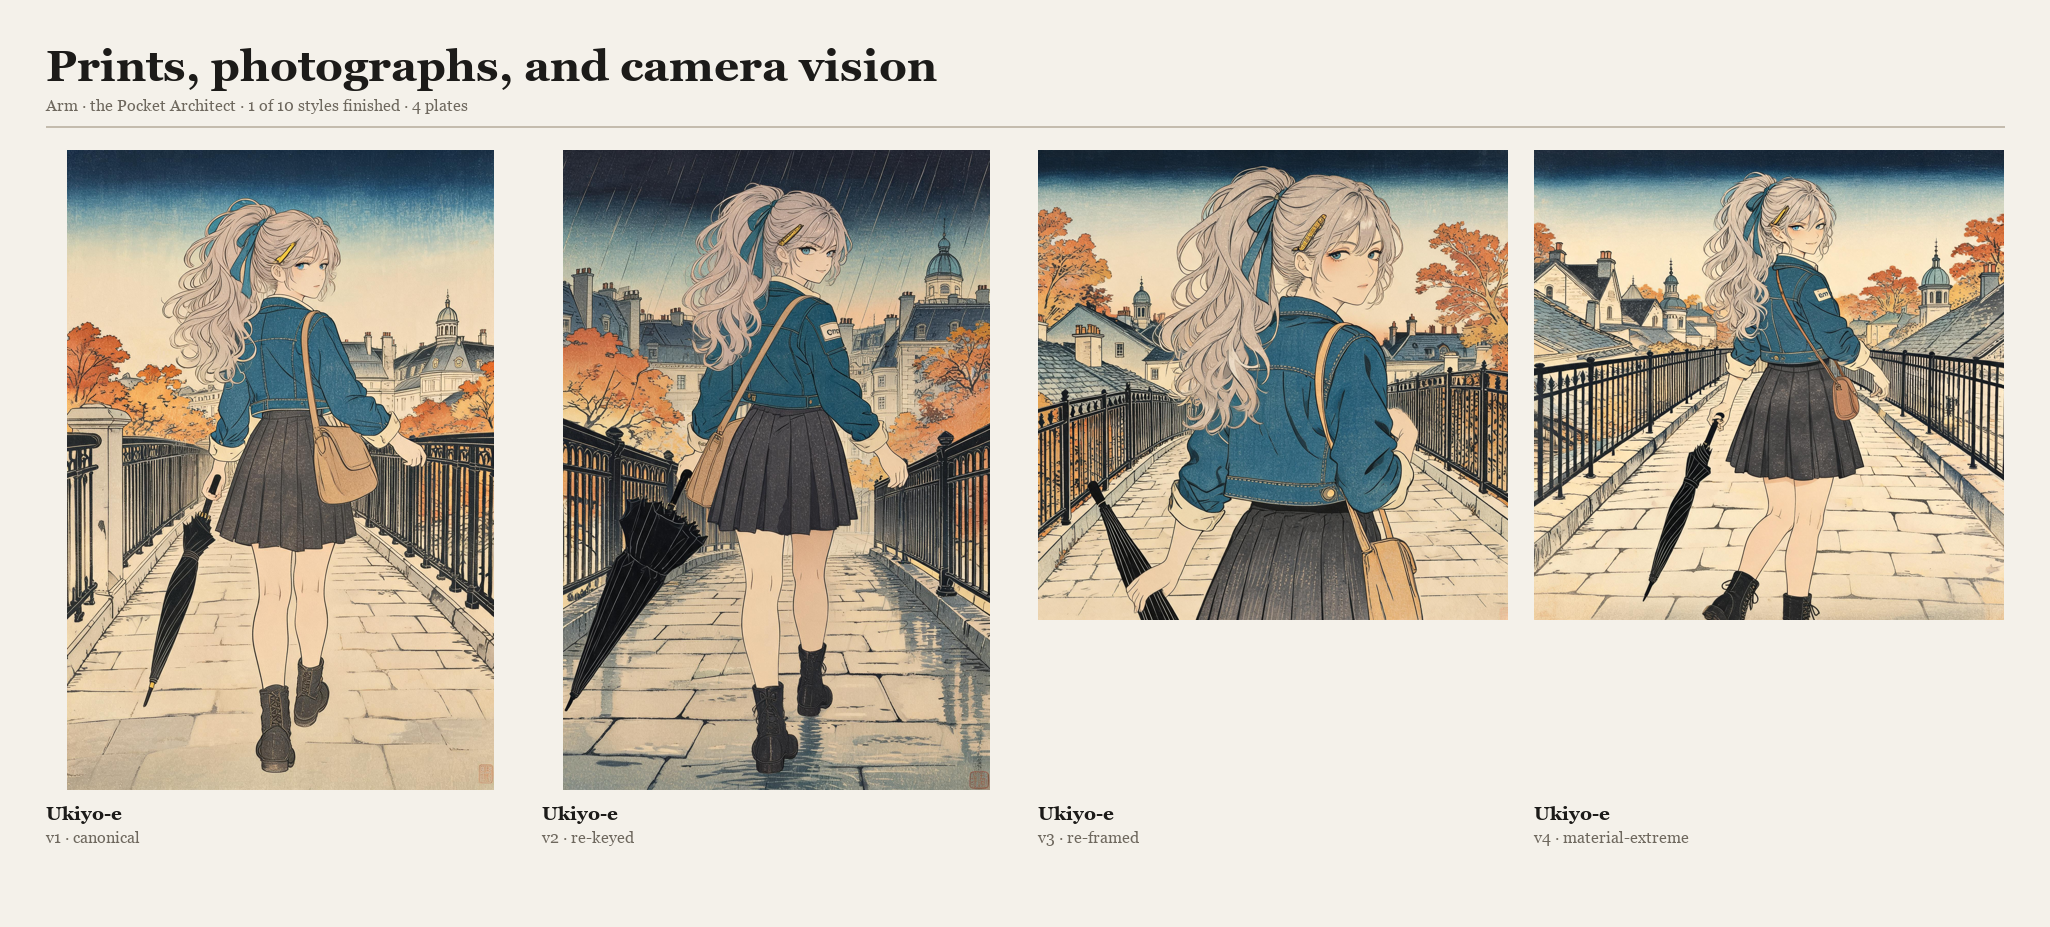 Prints, photographs, and camera vision
Arm · the Pocket Architect · 1 of 10 styles finished · 4 plates
Ukiyo-e
v1 · canonical
Ukiyo-e
v2 · re-keyed
Ukiyo-e
v3 · re-framed
Ukiyo-e
v4 · material-extreme